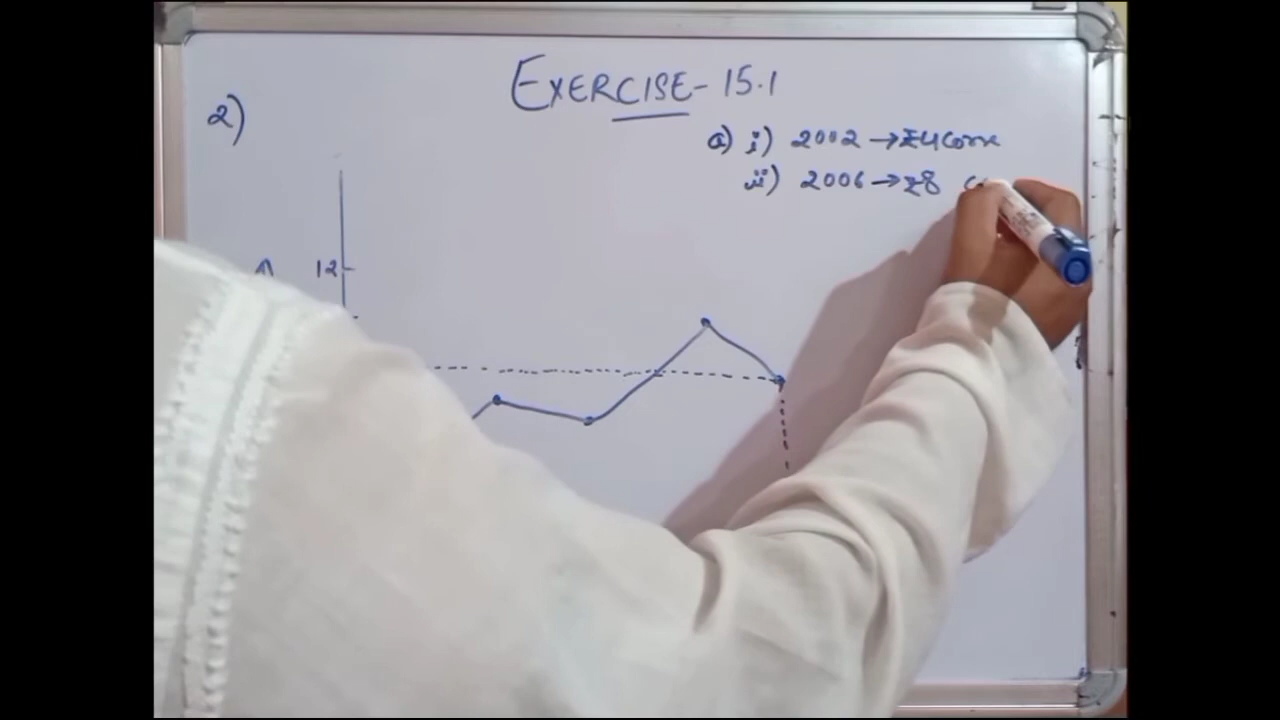 EXERCISE-15.1
2)
a) i) 2002 → ₹4 crore
ii) 2006 → ₹8
12